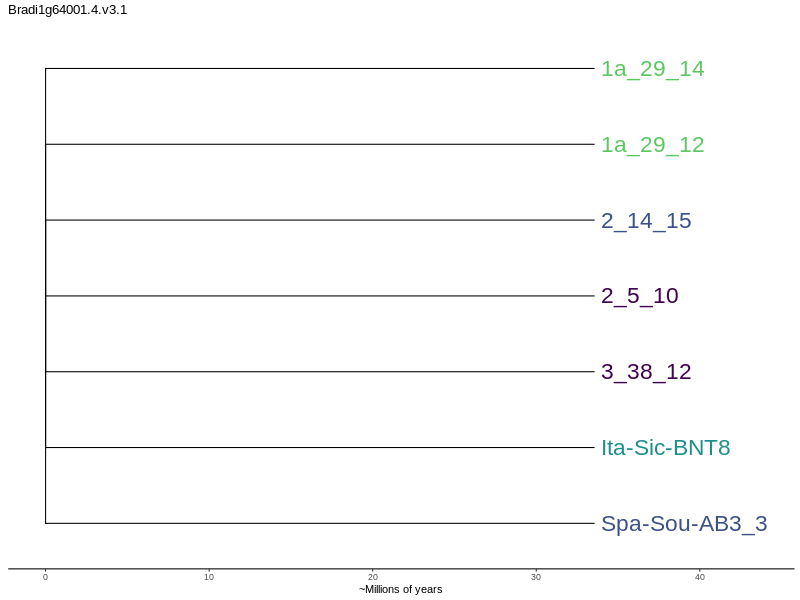 Bradi1g64001.4.v3.1
1a_29_14
1a_29_12
2_14_15
2_5_10
3_38_12
Ita-Sic-BNT8
Spa-Sou-AB3_3
0 10 20 30 40
~Millions of years